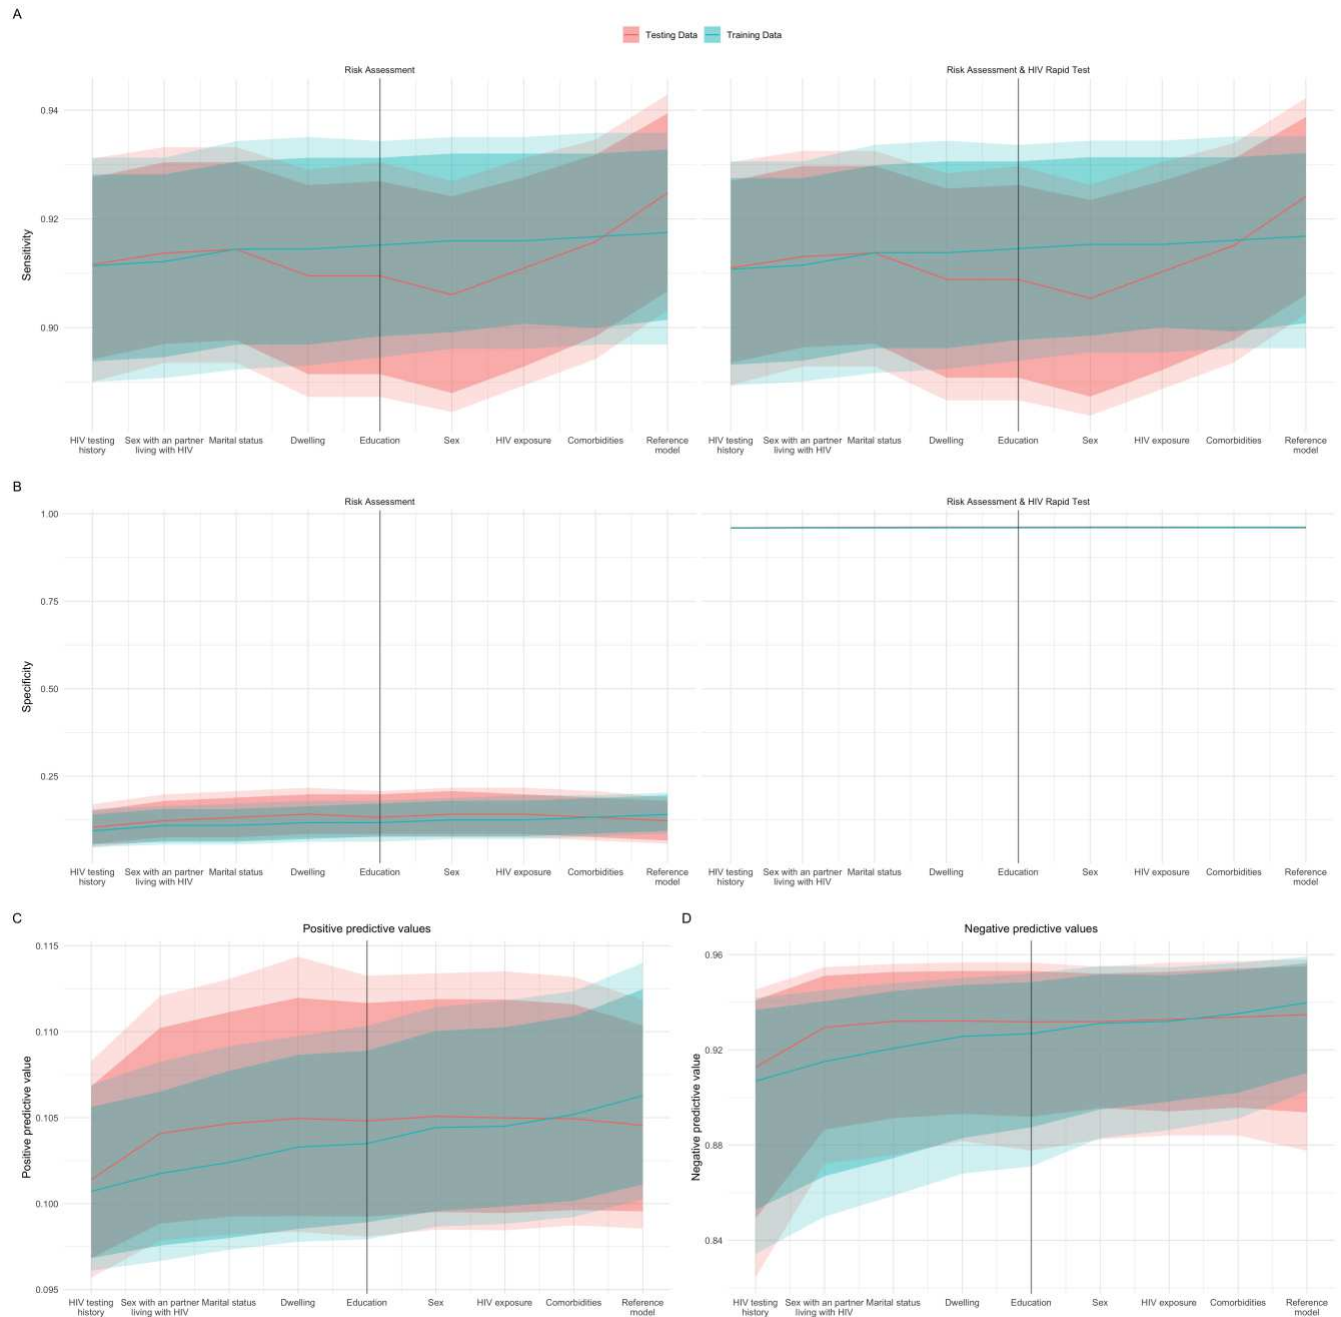 A
Testing Data Training Data
Risk Assessment Risk Assessment & HIV Rapid Test
Sensitivity
0.94
0.92
0.90
HIV testing history Sex with an partner living with HIV Marital status Dwelling Education Sex HIV exposure Comorbidities Reference model
HIV testing history Sex with an partner living with HIV Marital status Dwelling Education Sex HIV exposure Comorbidities Reference model
B
Risk Assessment Risk Assessment & HIV Rapid Test
Specificity
1.00
0.75
0.50
0.25
HIV testing history Sex with an partner living with HIV Marital status Dwelling Education Sex HIV exposure Comorbidities Reference model
HIV testing history Sex with an partner living with HIV Marital status Dwelling Education Sex HIV exposure Comorbidities Reference model
C
Positive predictive values
Positive predictive value
0.115
0.110
0.105
0.100
0.095
HIV testing history Sex with an partner living with HIV Marital status Dwelling Education Sex HIV exposure Comorbidities Reference model
D
Negative predictive values
Negative predictive value
0.96
0.92
0.88
0.84
HIV testing history Sex with an partner living with HIV Marital status Dwelling Education Sex HIV exposure Comorbidities Reference model